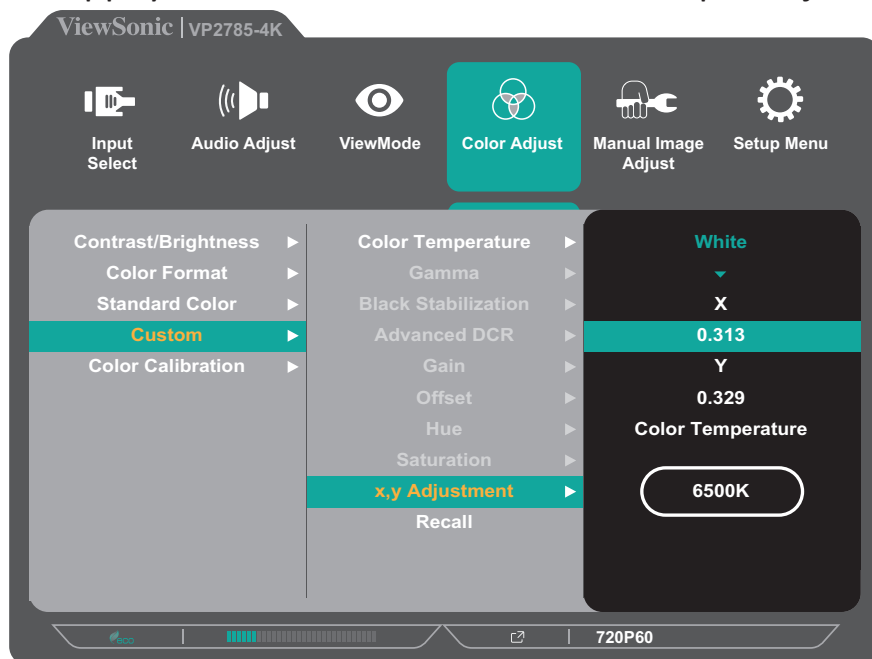 ViewSonic | VP2785-4K
Input
Select
Audio Adjust
ViewMode
Color Adjust
Manual Image
Adjust
Setup Menu
Contrast/Brightness
Color Format
Standard Color
Custom
Color Calibration
Color Temperature
Gamma
Black Stabilization
Advanced DCR
Gain
Offset
Hue
Saturation
x,y Adjustment
Recall
White
X
0.313
Y
0.329
Color Temperature
6500K
eco
720P60